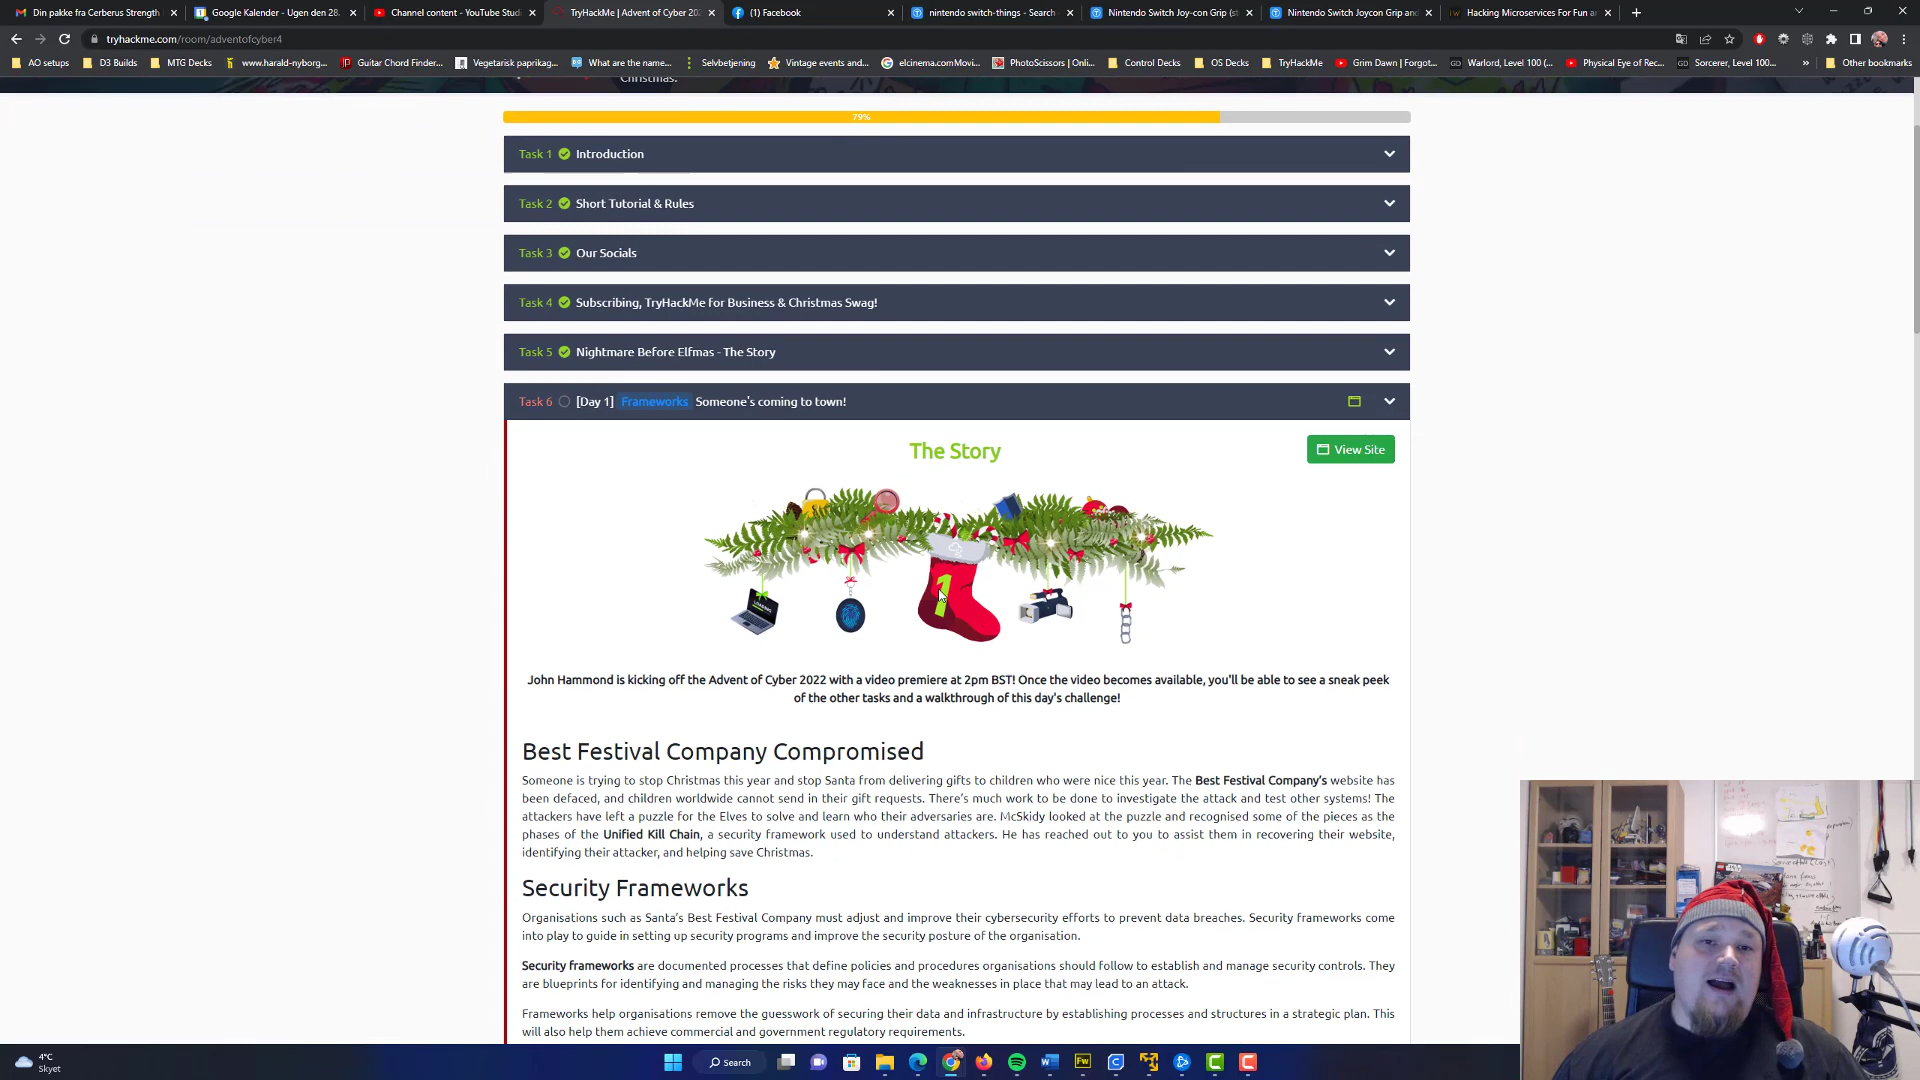 Din pakke fra Cerberus Strength
Google Kalender - Ugen den 28.
Channel content - YouTube Studi
TryHackMe | Advent of Cyber 202
(1) Facebook
nintendo switch-things - Search
Nintendo Switch Joy-con Grip (st
Nintendo Switch Joycon Grip and
Hacking Microservices For Fun a
tryhackme.com/room/adventofcyber4
AO setups
D3 Builds
MTG Decks
www.harald-nyborg...
Guitar Chord Finder...
Vegetarisk paprikag...
What are the name...
Selvbetjening
Vintage events and...
elcinema.comMovi...
PhotoScissors | Onli...
Control Decks
OS Decks
TryHackMe
Grim Dawn | Forgot...
Warlord, Level 100 (...
Physical Eye of Rec...
Sorcerer, Level 100...
Other bookmarks
Christmas.
79%
Task 1 Introduction
Task 2 Short Tutorial & Rules
Task 3 Our Socials
Task 4 Subscribing, TryHackMe for Business & Christmas Swag!
Task 5 Nightmare Before Elfmas - The Story
Task 6 [Day 1] Frameworks Someone's coming to town!
The Story
View Site
1
John Hammond is kicking off the Advent of Cyber 2022 with a video premiere at 2pm BST! Once the video becomes available, you'll be able to see a sneak peek
of the other tasks and a walkthrough of this day's challenge!
Best Festival Company Compromised
Someone is trying to stop Christmas this year and stop Santa from delivering gifts to children who were nice this year. The Best Festival Company's website has
been defaced, and children worldwide cannot send in their gift requests. There's much work to be done to investigate the attack and test other systems! The
attackers have left a puzzle for the Elves to solve and learn who their adversaries are. McSkidy looked at the puzzle and recognised some of the pieces as the
phases of the Unified Kill Chain, a security framework used to understand attackers. He has reached out to you to assist them in recovering their website,
identifying their attacker, and helping save Christmas.
Security Frameworks
Organisations such as Santa's Best Festival Company must adjust and improve their cybersecurity efforts to prevent data breaches. Security frameworks come
into play to guide in setting up security programs and improve the security posture of the organisation.
Security frameworks are documented processes that define policies and procedures organisations should follow to establish and manage security controls. They
are blueprints for identifying and managing the risks they may face and the weaknesses in place that may lead to an attack.
Frameworks help organisations remove the guesswork of securing their data and infrastructure by establishing processes and structures in a strategic plan. This
will also help them achieve commercial and government regulatory requirements.
4°C
Skyet
Search